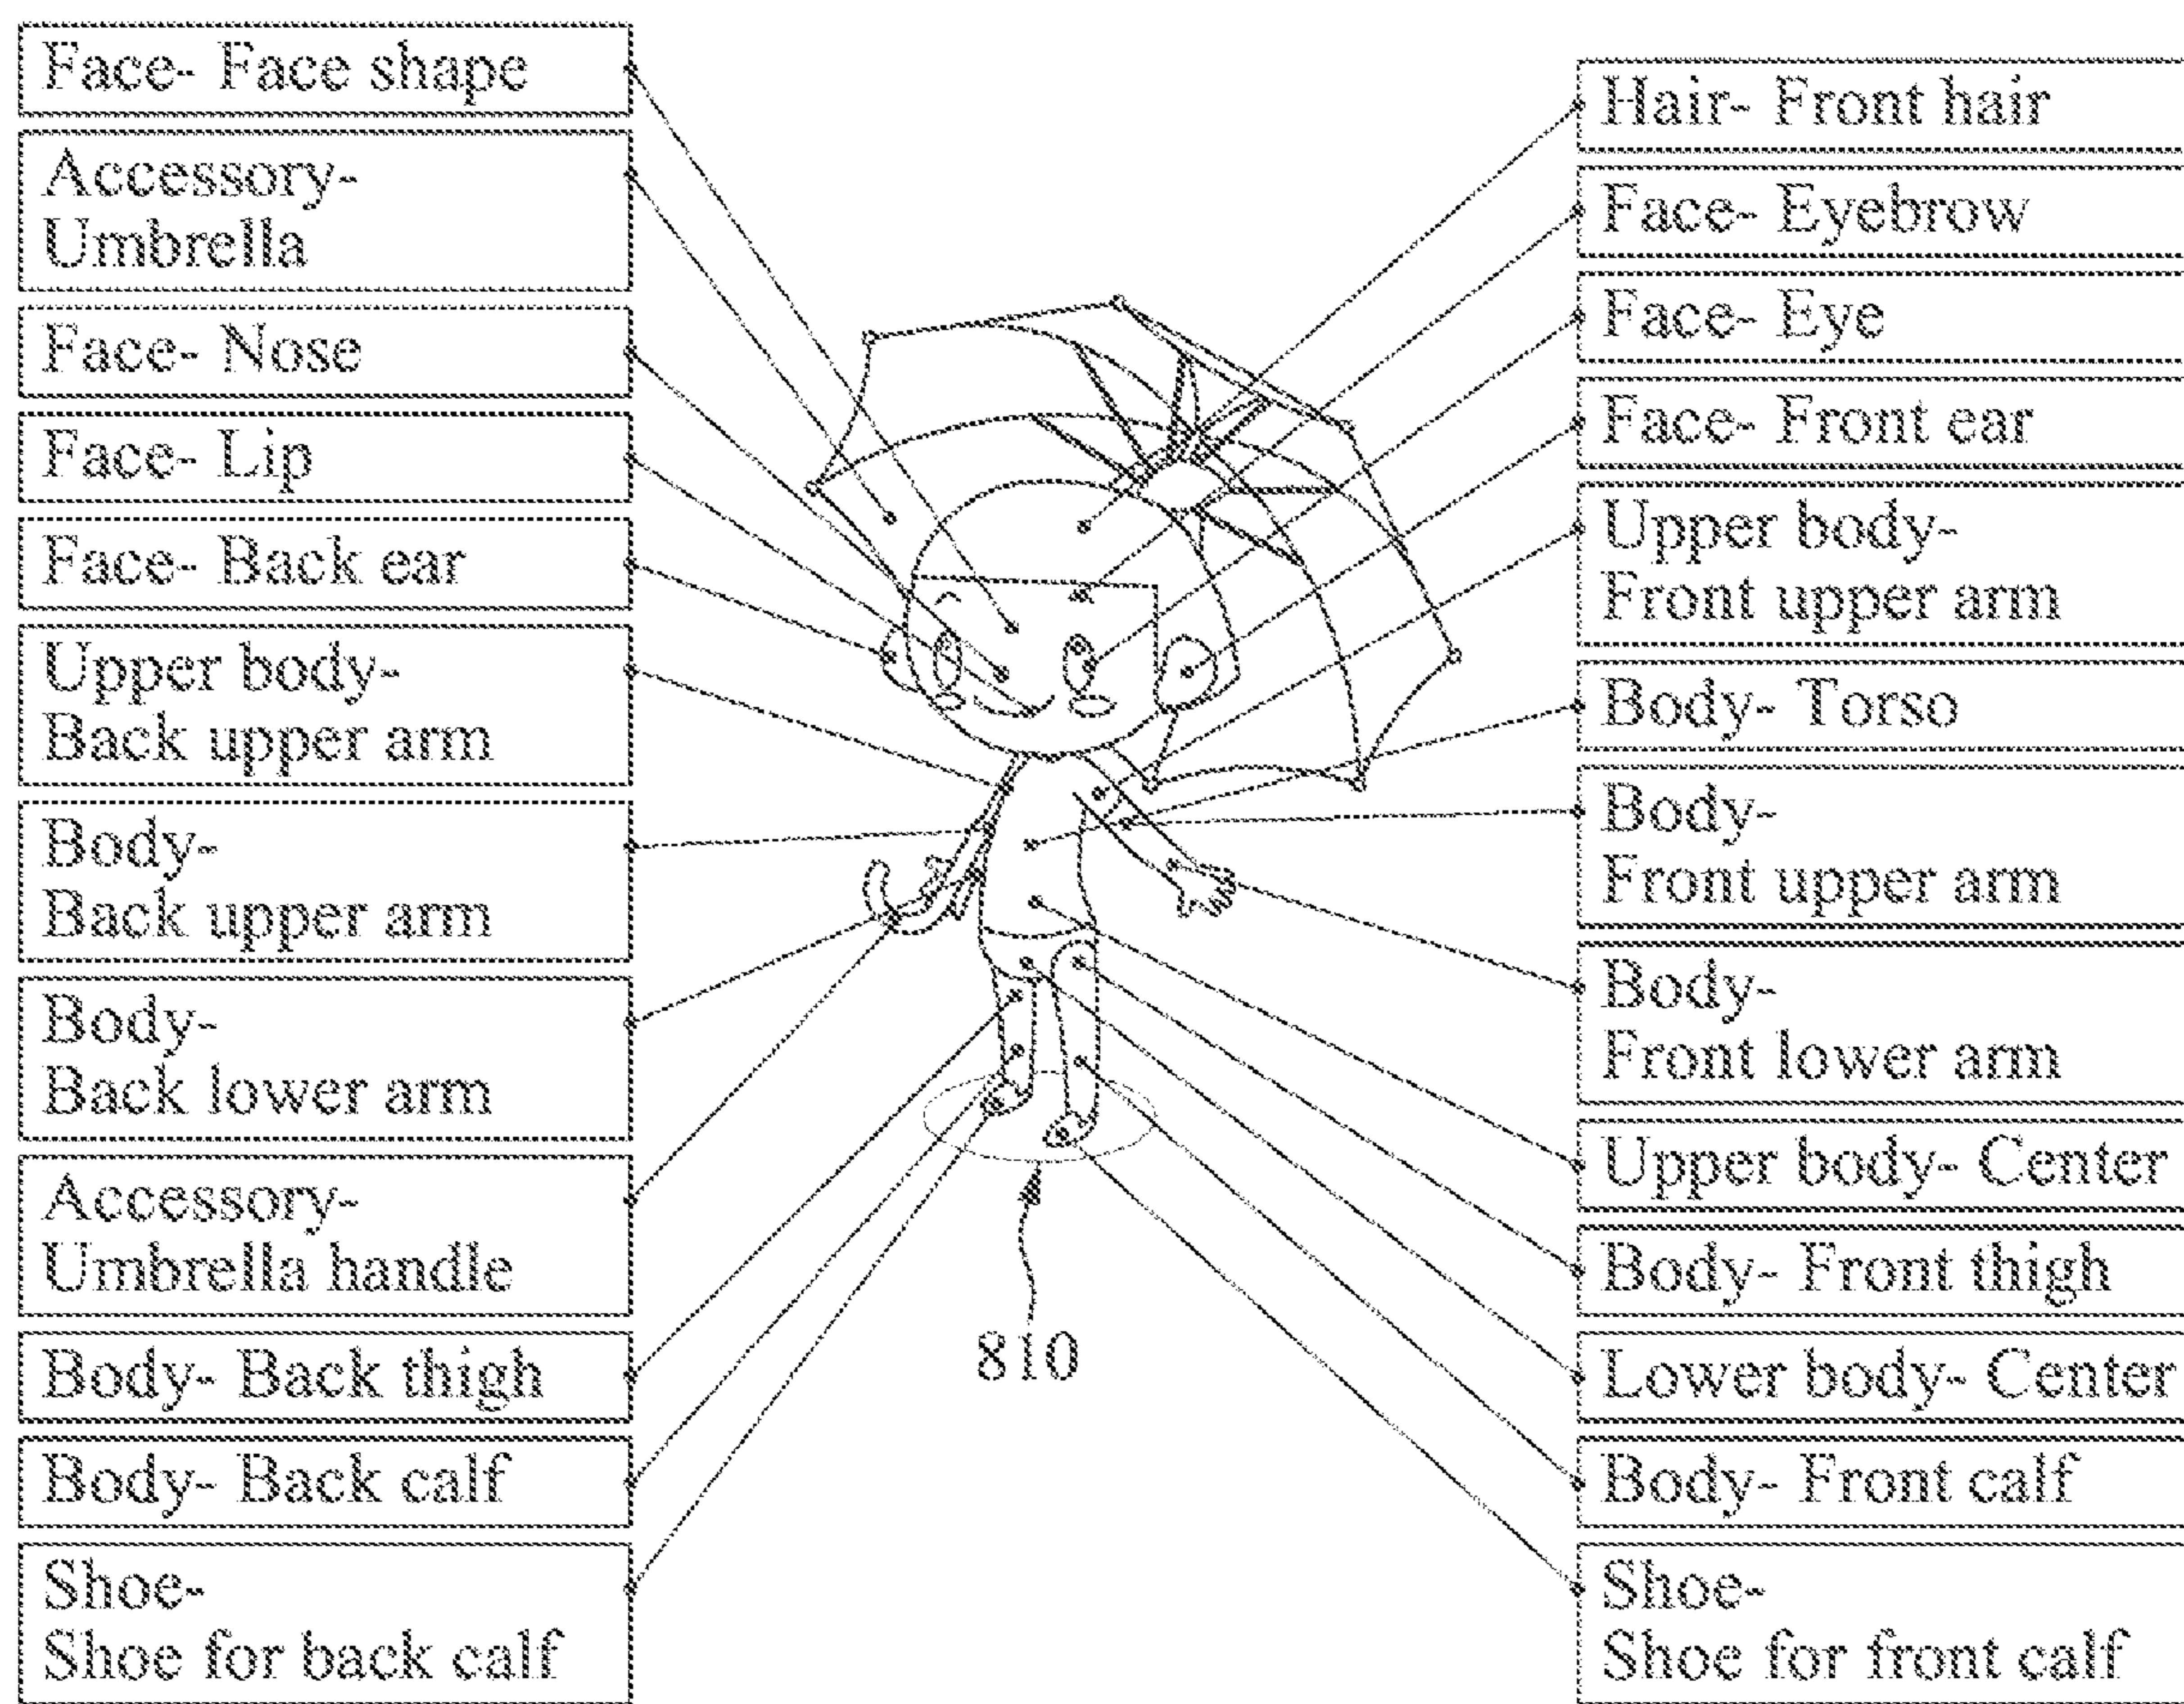 Face- Face shape
Accessory-
Umbrella
Face- Nose
Face- Lip
Face- Back ear
Upper body-
Back upper arm
Body-
Back upper arm
Body-
Back lower arm
Accessory-
Umbrella handle
Body- Back thigh
Body- Back calf
Shoe-
Shoe for back calf
810
Hair- Front hair
Face- Eyebrow
Face- Eye
Face- Front ear
Upper body-
Front upper arm
Body- Torso
Body-
Front upper arm
Body-
Front lower arm
Upper body- Center
Body- Front thigh
Lower body- Center
Body- Front calf
Shoe-
Shoe for front calf